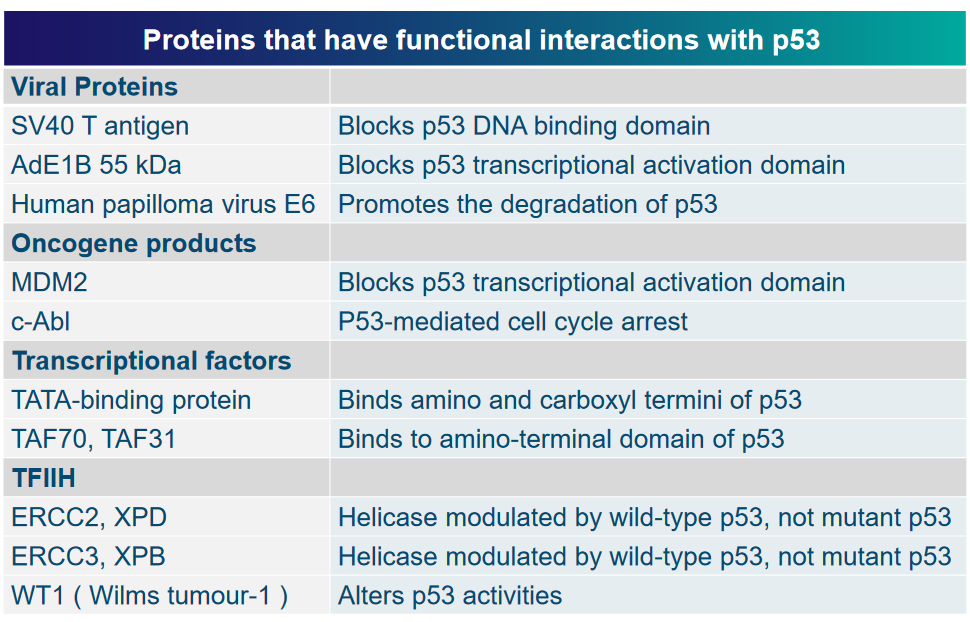 Proteins that have functional interactions with p53
Viral Proteins
SV40 T antigen Blocks p53 DNA binding domain
AdE1B 55 kDa Blocks p53 transcriptional activation domain
Human papilloma virus E6 Promotes the degradation of p53
Oncogene products
MDM2 Blocks p53 transcriptional activation domain
c-Abl P53-mediated cell cycle arrest
Transcriptional factors
TATA-binding protein Binds amino and carboxyl termini of p53
TAF70, TAF31 Binds to amino-terminal domain of p53
TFIIH
ERCC2, XPD Helicase modulated by wild-type p53, not mutant p53
ERCC3, XPB Helicase modulated by wild-type p53, not mutant p53
WT1 ( Wilms tumour-1 ) Alters p53 activities